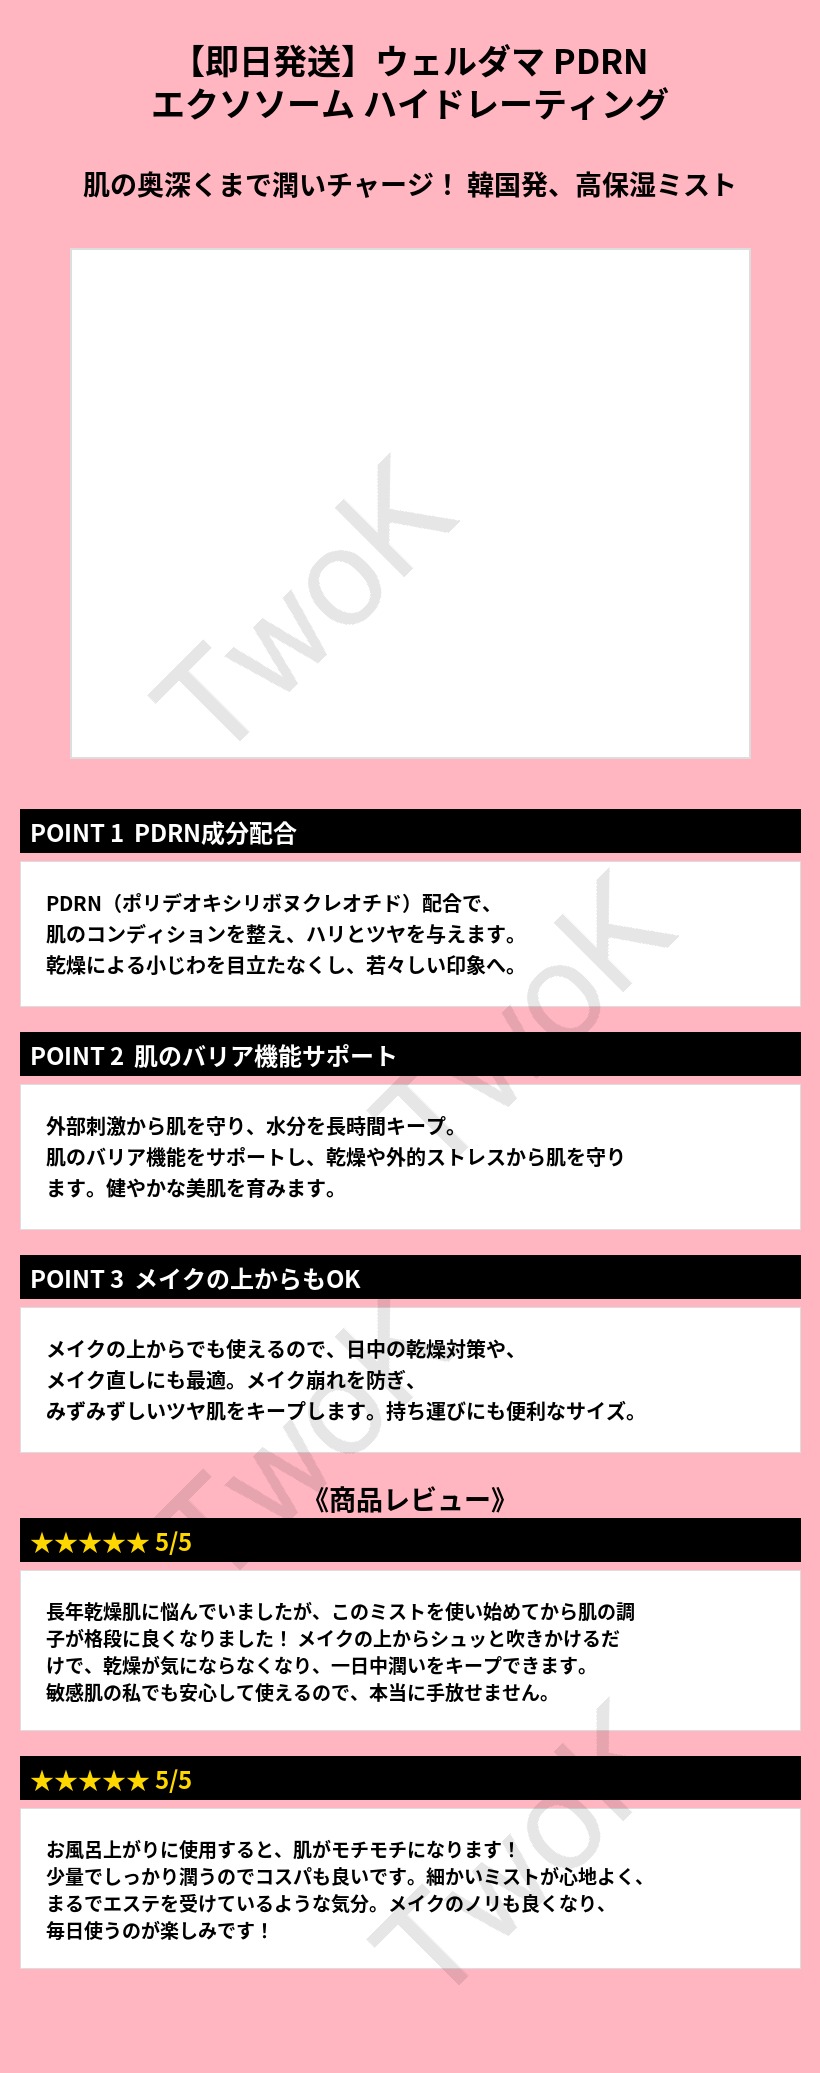 【即日発送】ウェルダマ PDRN
エクソソーム ハイドレーティング
肌の奥深くまで潤いチャージ！ 韓国発、高保湿ミスト
TwoK
POINT 1 PDRN成分配合
PDRN（ポリデオキシリボヌクレオチド）配合で、
肌のコンディションを整え、ハリとツヤを与えます。
乾燥による小じわを目立たなくし、若々しい印象へ。
TwoK
POINT 2 肌のバリア機能サポート
外部刺激から肌を守り、水分を長時間キープ。
肌のバリア機能をサポートし、乾燥や外的ストレスから肌を守り
ます。健やかな美肌を育みます。
POINT 3 メイクの上からもOK
メイクの上からでも使えるので、日中の乾燥対策や、
メイク直しにも最適。メイク崩れを防ぎ、
みずみずしいツヤ肌をキープします。持ち運びにも便利なサイズ。
TwoK
《商品レビュー》
★★★★★ 5/5
長年乾燥肌に悩んでいましたが、このミストを使い始めてから肌の調
子が格段に良くなりました！ メイクの上からシュッと吹きかけるだ
けで、乾燥が気にならなくなり、一日中潤いをキープできます。
敏感肌の私でも安心して使えるので、本当に手放せません。
★★★★★ 5/5
お風呂上がりに使用すると、肌がモチモチになります！
少量でしっかり潤うのでコスパも良いです。細かいミストが心地よく、
まるでエステを受けているような気分。メイクのノリも良くなり、
毎日使うのが楽しみです！
TwoK